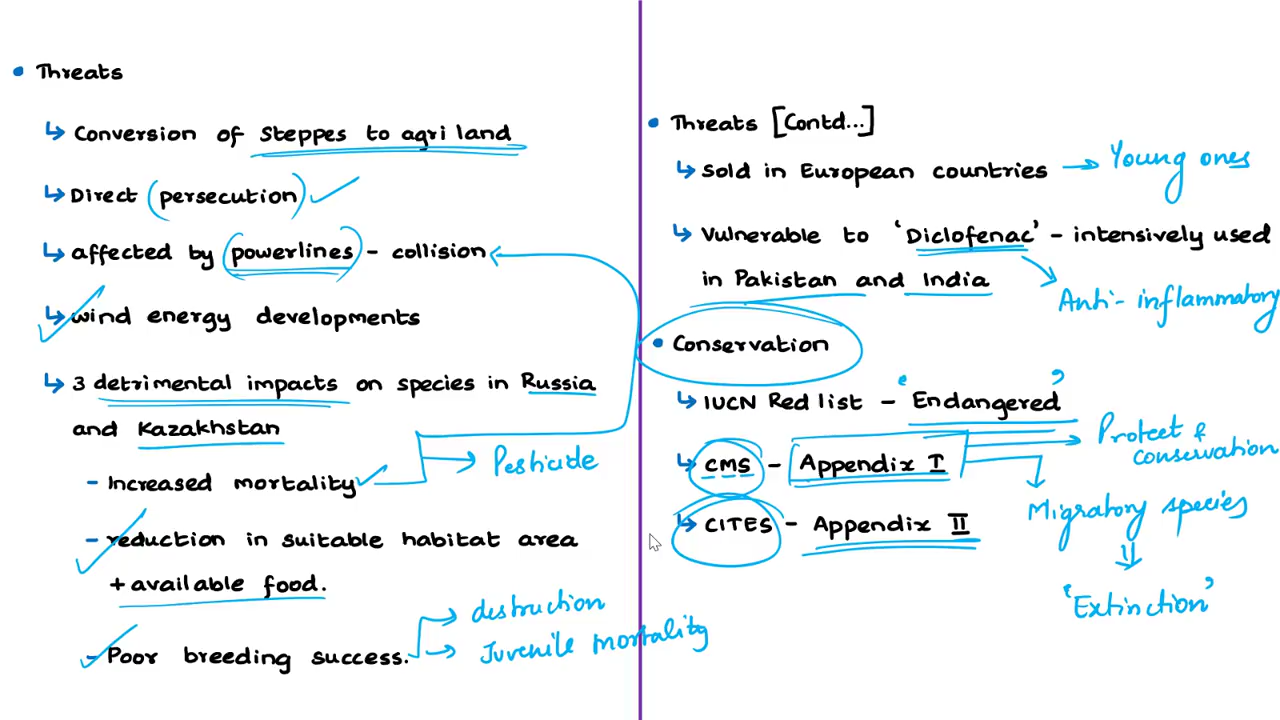 • Threats
↳ Conversion of steppes to agri land
↳ Direct (persecution)
↳ affected by (powerlines) - collision
↳ wind energy developments
↳ 3 detrimental impacts on species in Russia
and Kazakhstan
Pesticide
- Increased mortality
- reduction in suitable habitat area
+ available food.
destruction
- Poor breeding success.
Juvenile mortality
• Threats [Contd...]
↳ sold in European countries → Young ones
↳ Vulnerable to 'Diclofenac' - intensively used
in Pakistan and India
Anti-inflammatory
• Conservation
↳ IUCN Red list - 'Endangered'
↳ CMS - Appendix I
Protect &
conservation
Migratory species
'Extinction'
↳ CITES - Appendix II